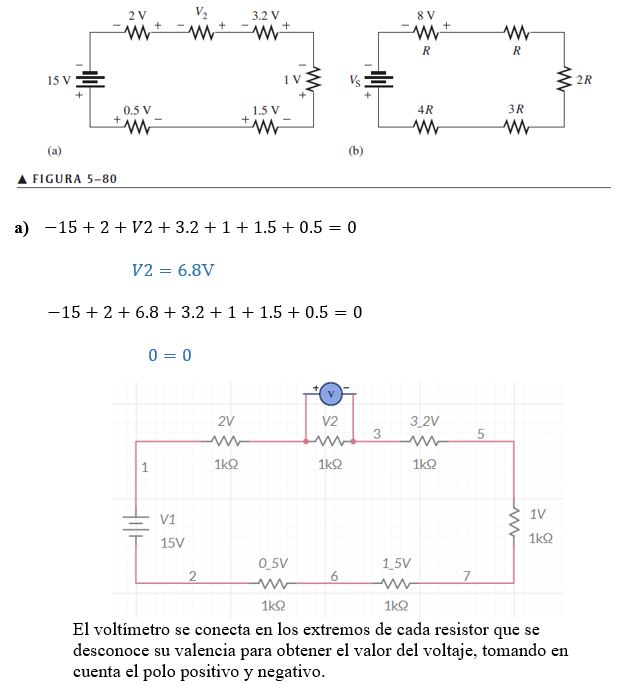 2 V V₂ 3.2 V 8 V
− + − + − + − +
R R
− −
15 V 1 V V_S 2R
+ + +
0.5 V 1.5 V 4R 3R
+ − + −
(a) (b)
▲ FIGURA 5–80
a) −15 + 2 + V2 + 3.2 + 1 + 1.5 + 0.5 = 0
V2 = 6.8V
−15 + 2 + 6.8 + 3.2 + 1 + 1.5 + 0.5 = 0
0 = 0
+ V −
2V V2 3_2V
3 5
1 1kΩ 1kΩ 1kΩ
V1 1V
15V 1kΩ
0_5V 1_5V
2 6 7
1kΩ 1kΩ
El voltímetro se conecta en los extremos de cada resistor que se
desconoce su valencia para obtener el valor del voltaje, tomando en
cuenta el polo positivo y negativo.